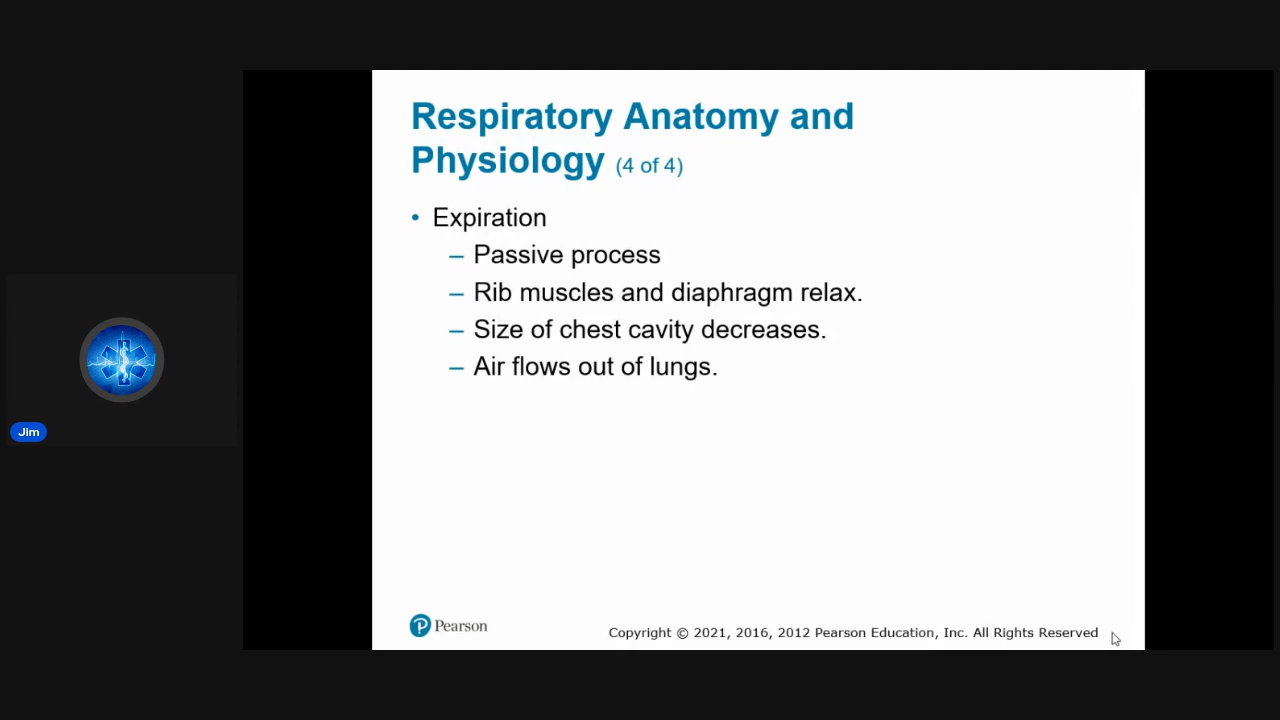 Respiratory Anatomy and
Physiology (4 of 4)
• Expiration
– Passive process
– Rib muscles and diaphragm relax.
– Size of chest cavity decreases.
– Air flows out of lungs.
Jim
Pearson
Copyright © 2021, 2016, 2012 Pearson Education, Inc. All Rights Reserved